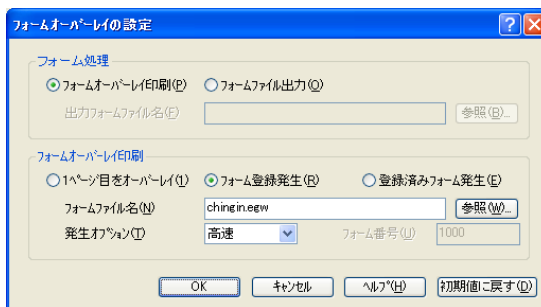 フォームオーバーレイの設定
フォーム処理
フォームオーバーレイ印刷(P) フォームファイル出力(O)
出力フォームファイル名(F) 参照(B)...
フォームオーバーレイ印刷
1ページ目をオーバーレイ(1) フォーム登録発生(R) 登録済みフォーム発生(E)
フォームファイル名(N) chingin.egw 参照(W)...
発生オプション(T) 高速 フォーム番号(U) 1000
OK キャンセル ヘルプ(H) 初期値に戻す(D)